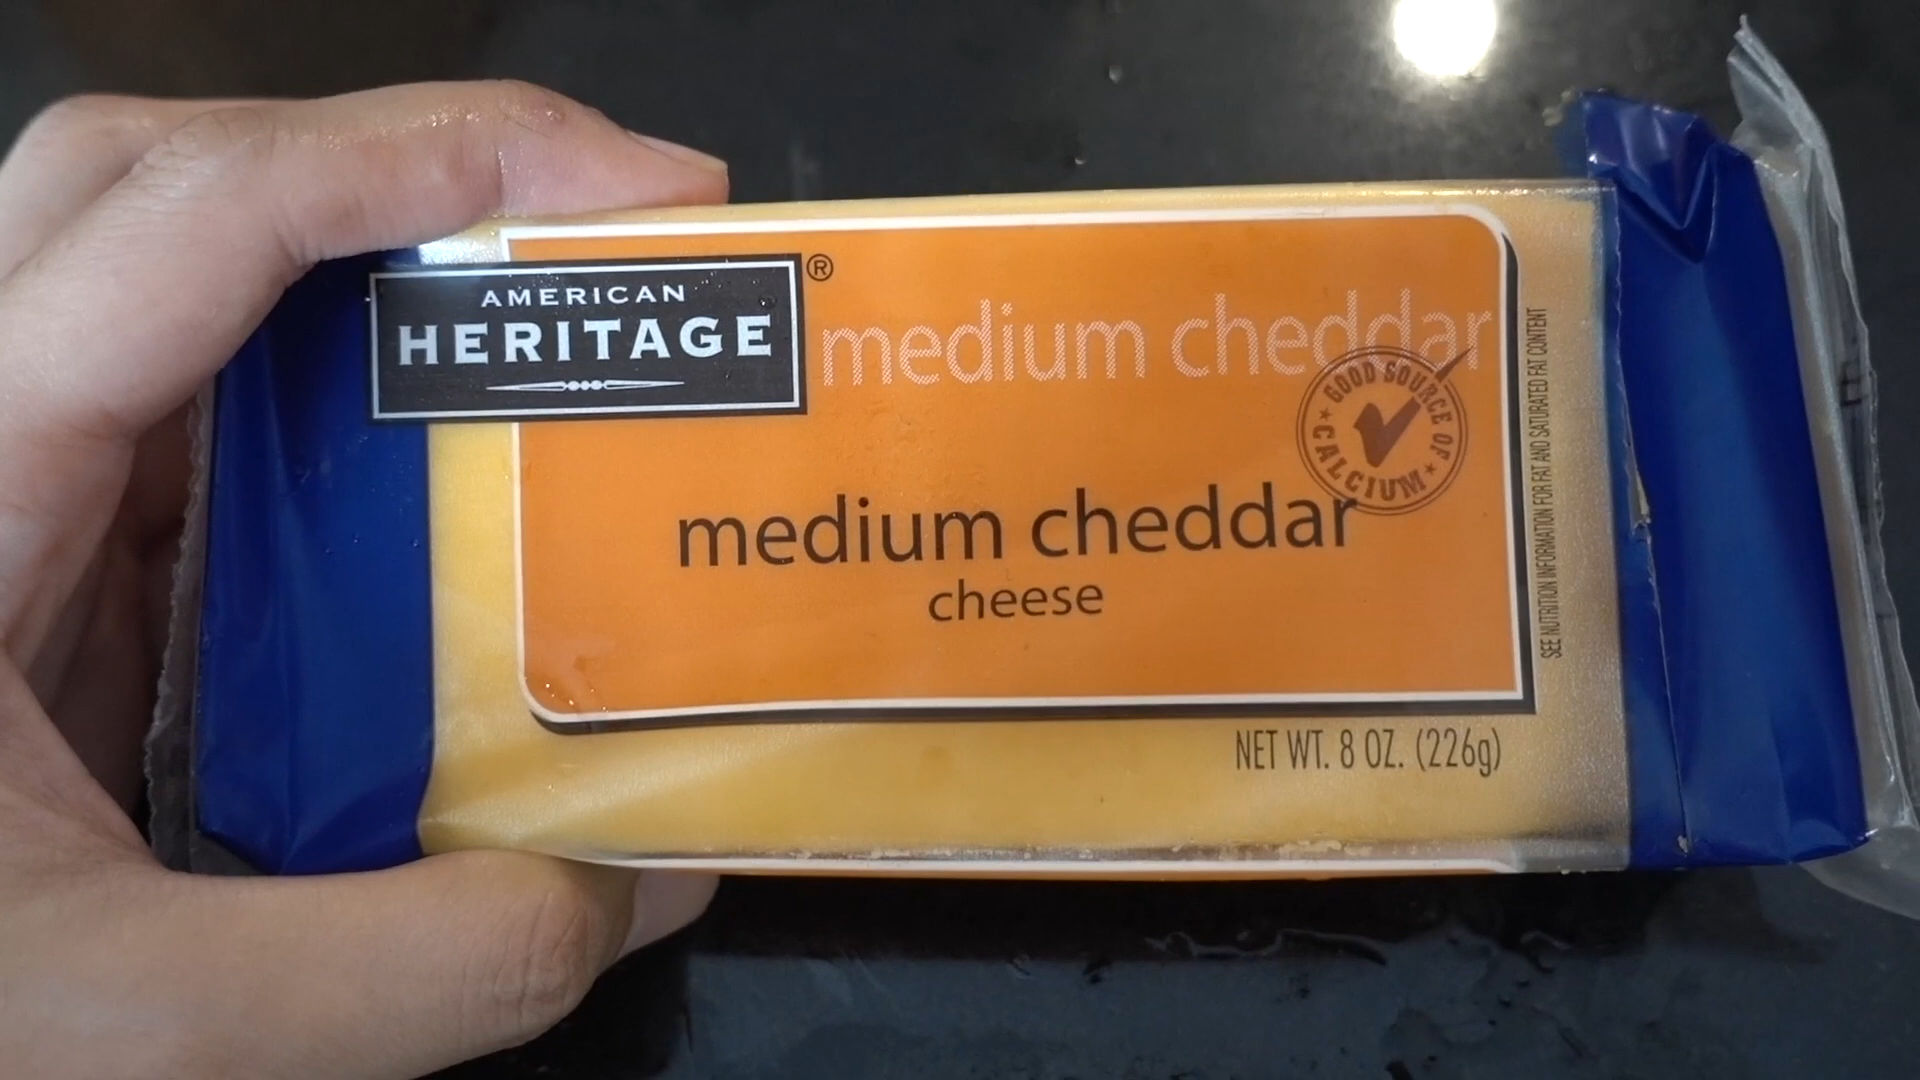 AMERICAN
HERITAGE
®
medium cheddar
GOOD SOURCE OF
CALCIUM
medium cheddar
cheese
NET WT. 8 OZ. (226g)
SEE NUTRITION INFORMATION FOR FAT AND SATURATED FAT CONTENT